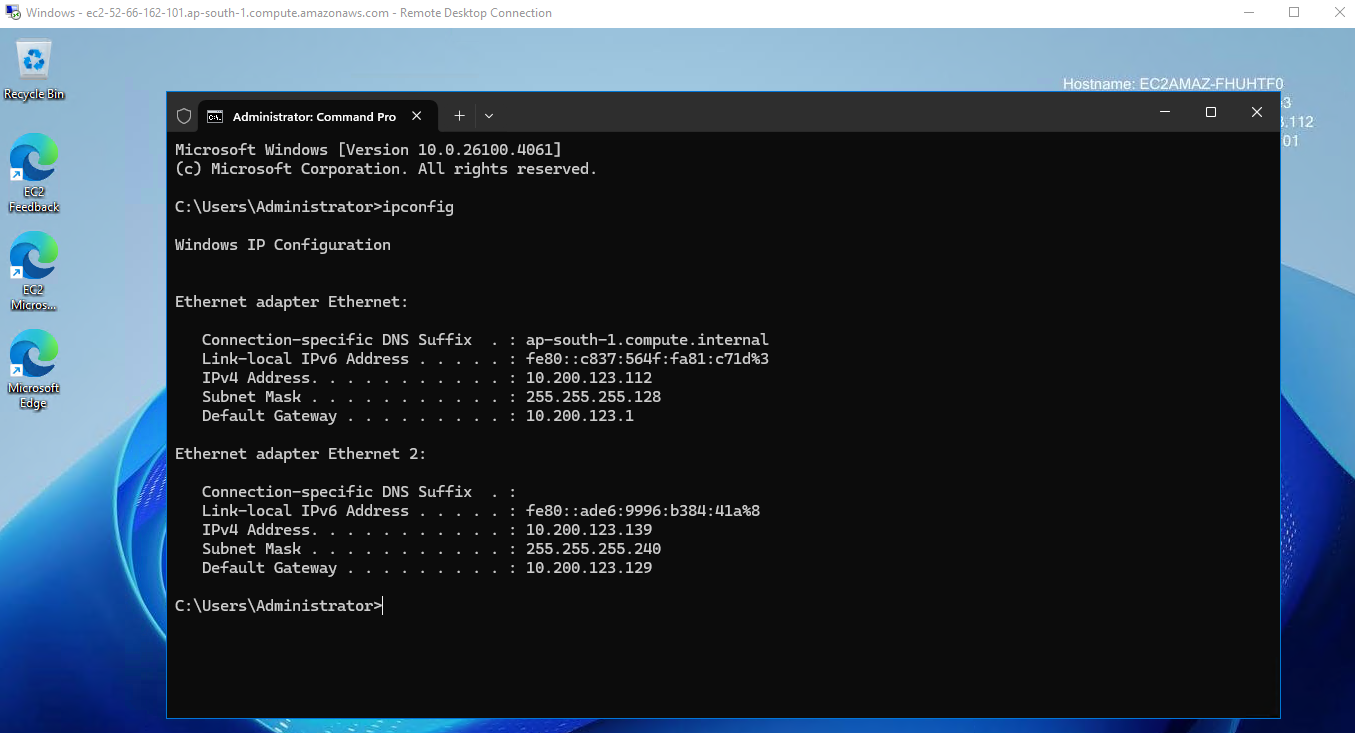 Windows - ec2-52-66-162-101.ap-south-1.compute.amazonaws.com - Remote Desktop Connection
Recycle Bin
EC2
Feedback
EC2
Micros...
Microsoft
Edge
Hostname: EC2AMAZ-FHUHTF0
.112
01
Administrator: Command Pro
Microsoft Windows [Version 10.0.26100.4061]
(c) Microsoft Corporation. All rights reserved.
C:\Users\Administrator>ipconfig
Windows IP Configuration
Ethernet adapter Ethernet:
Connection-specific DNS Suffix  . : ap-south-1.compute.internal
Link-local IPv6 Address . . . . . : fe80::c837:564f:fa81:c71d%3
IPv4 Address. . . . . . . . . . . : 10.200.123.112
Subnet Mask . . . . . . . . . . . : 255.255.255.128
Default Gateway . . . . . . . . . : 10.200.123.1
Ethernet adapter Ethernet 2:
Connection-specific DNS Suffix  . :
Link-local IPv6 Address . . . . . : fe80::ade6:9996:b384:41a%8
IPv4 Address. . . . . . . . . . . : 10.200.123.139
Subnet Mask . . . . . . . . . . . : 255.255.255.240
Default Gateway . . . . . . . . . : 10.200.123.129
C:\Users\Administrator>